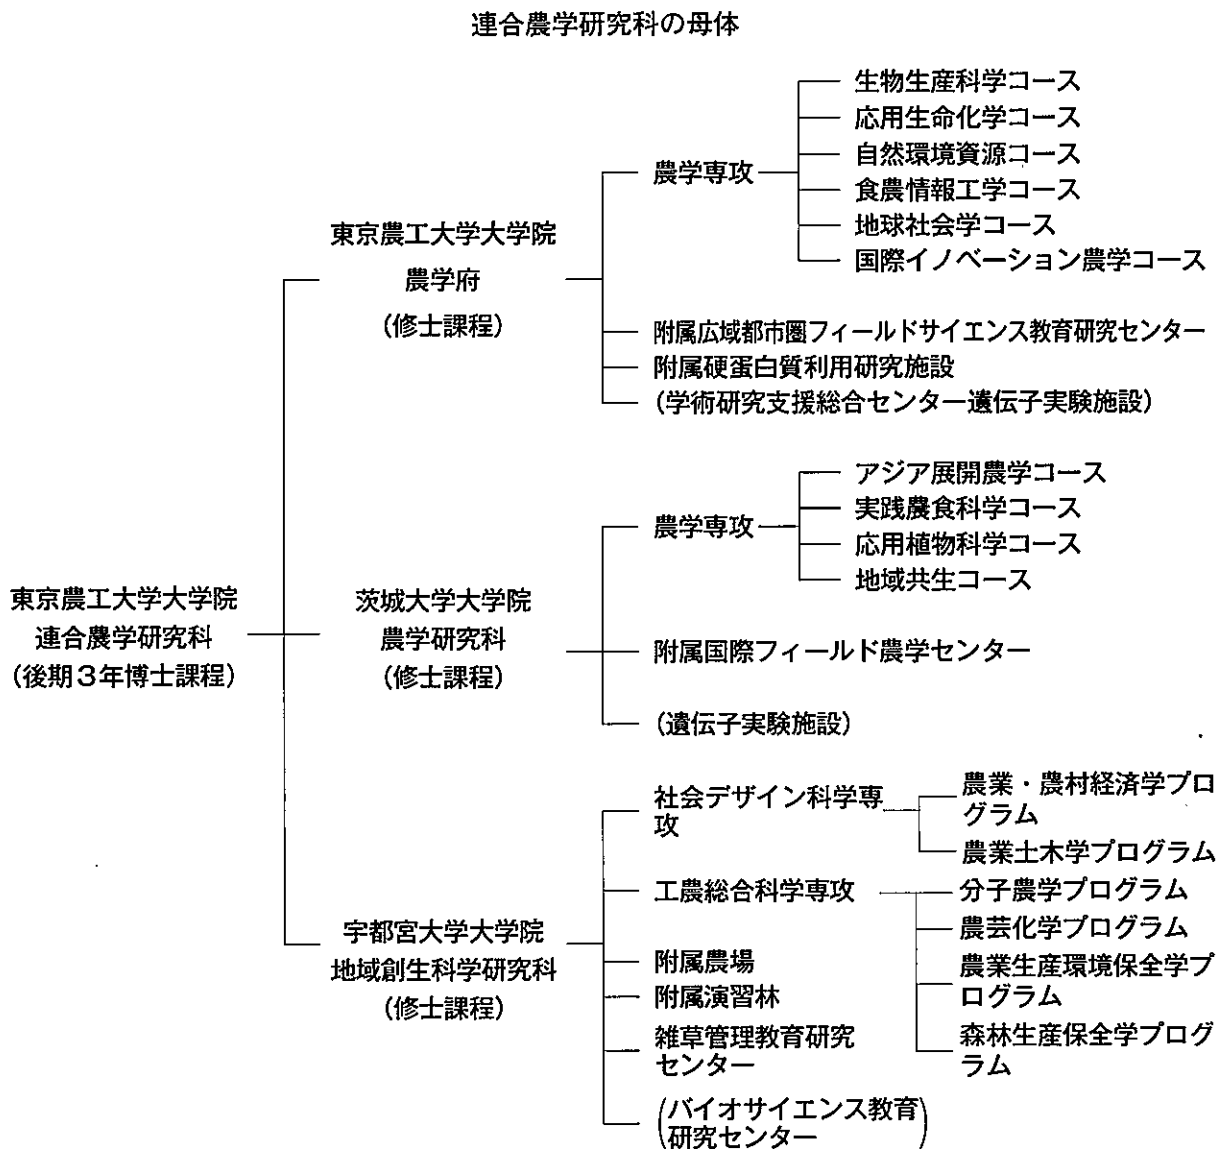 連合農学研究科の母体
東京農工大学大学院
連合農学研究科
(後期3年博士課程)
東京農工大学大学院
農学府
(修士課程)
農学専攻
生物生産科学コース
応用生命化学コース
自然環境資源コース
食農情報工学コース
地球社会学コース
国際イノベーション農学コース
附属広域都市圏フィールドサイエンス教育研究センター
附属硬蛋白質利用研究施設
(学術研究支援総合センター遺伝子実験施設)
茨城大学大学院
農学研究科
(修士課程)
農学専攻
アジア展開農学コース
実践農食科学コース
応用植物科学コース
地域共生コース
附属国際フィールド農学センター
(遺伝子実験施設)
宇都宮大学大学院
地域創生科学研究科
(修士課程)
社会デザイン科学専
攻
農業・農村経済学プロ
グラム
農業土木学プログラム
工農総合科学専攻
分子農学プログラム
農芸化学プログラム
農業生産環境保全学プ
ログラム
森林生産保全学プログ
ラム
附属農場
附属演習林
雑草管理教育研究
センター
(バイオサイエンス教育
研究センター)